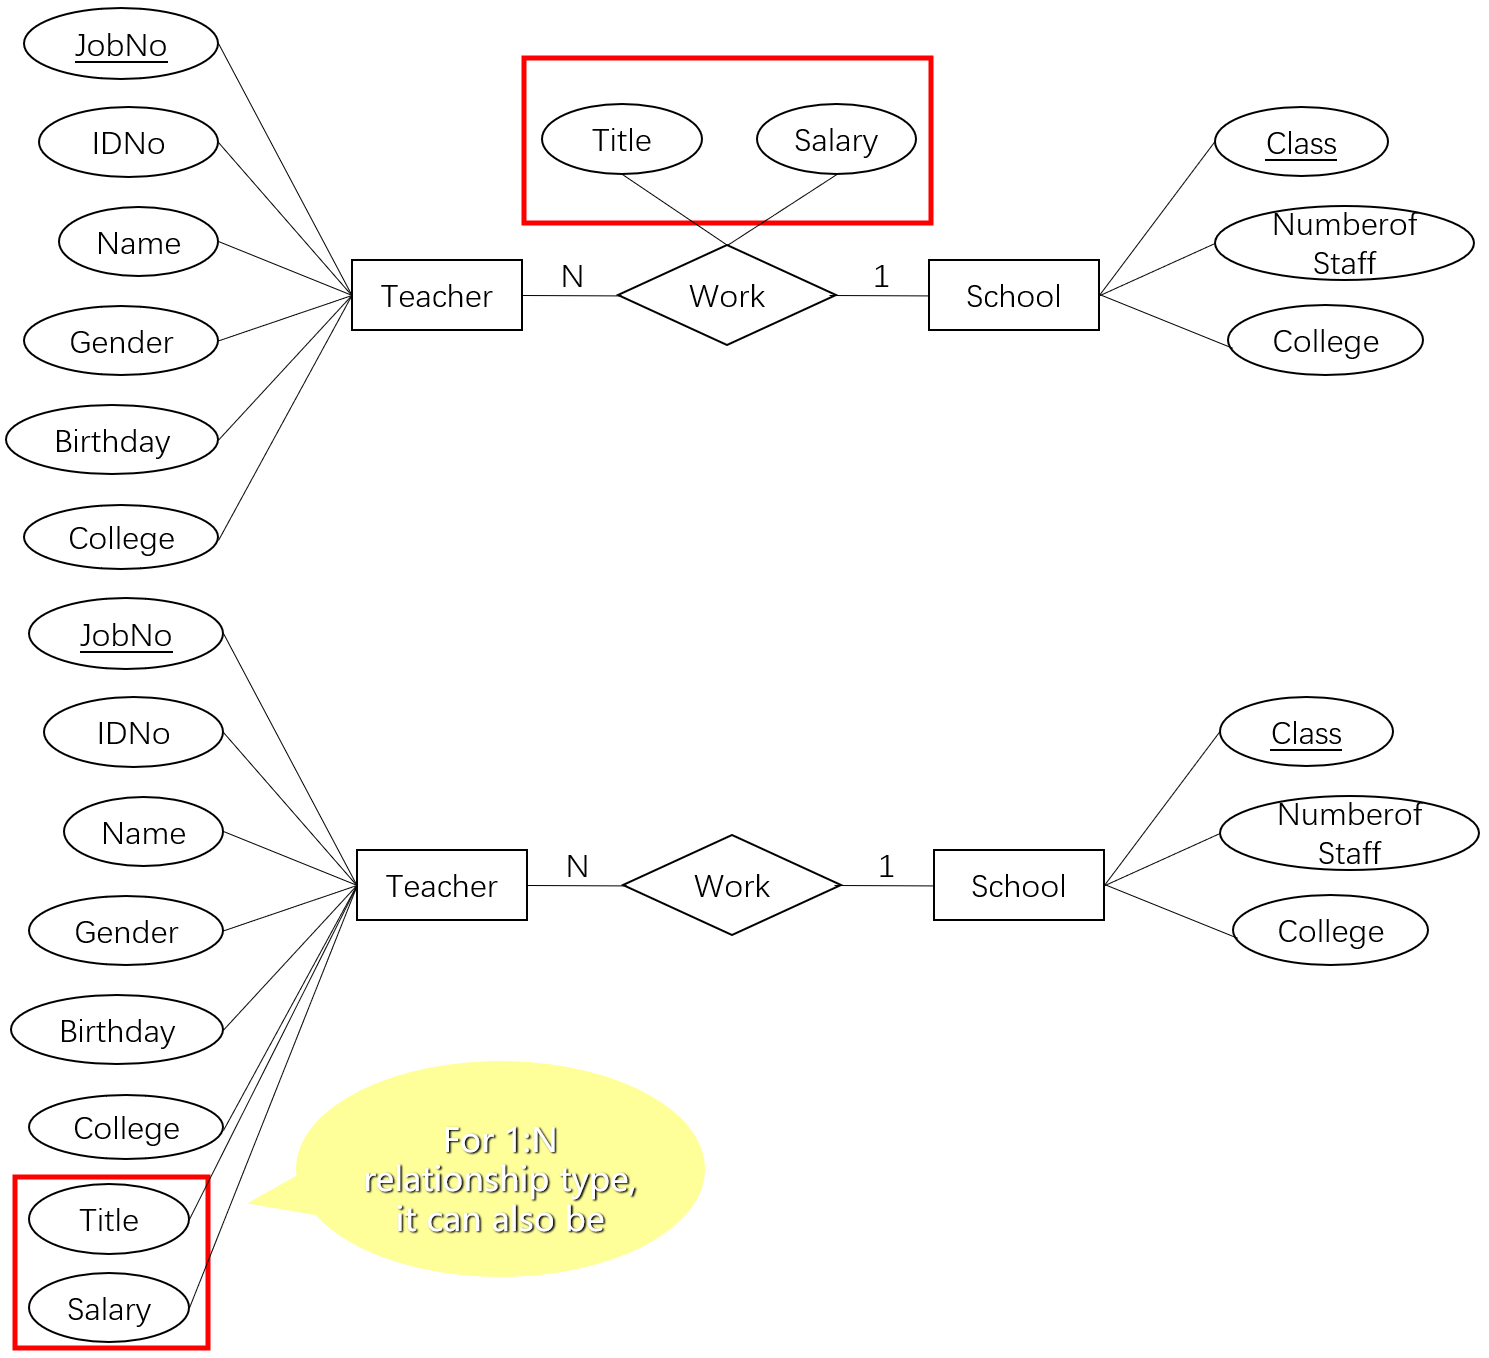 JobNo
IDNo
Name
Gender
Birthday
College
Title
Salary
Teacher
N
Work
1
School
Class
Numberof
Staff
College
JobNo
IDNo
Name
Gender
Birthday
College
Title
Salary
Teacher
N
Work
1
School
Class
Numberof
Staff
College
For 1:N
relationship type,
it can also be